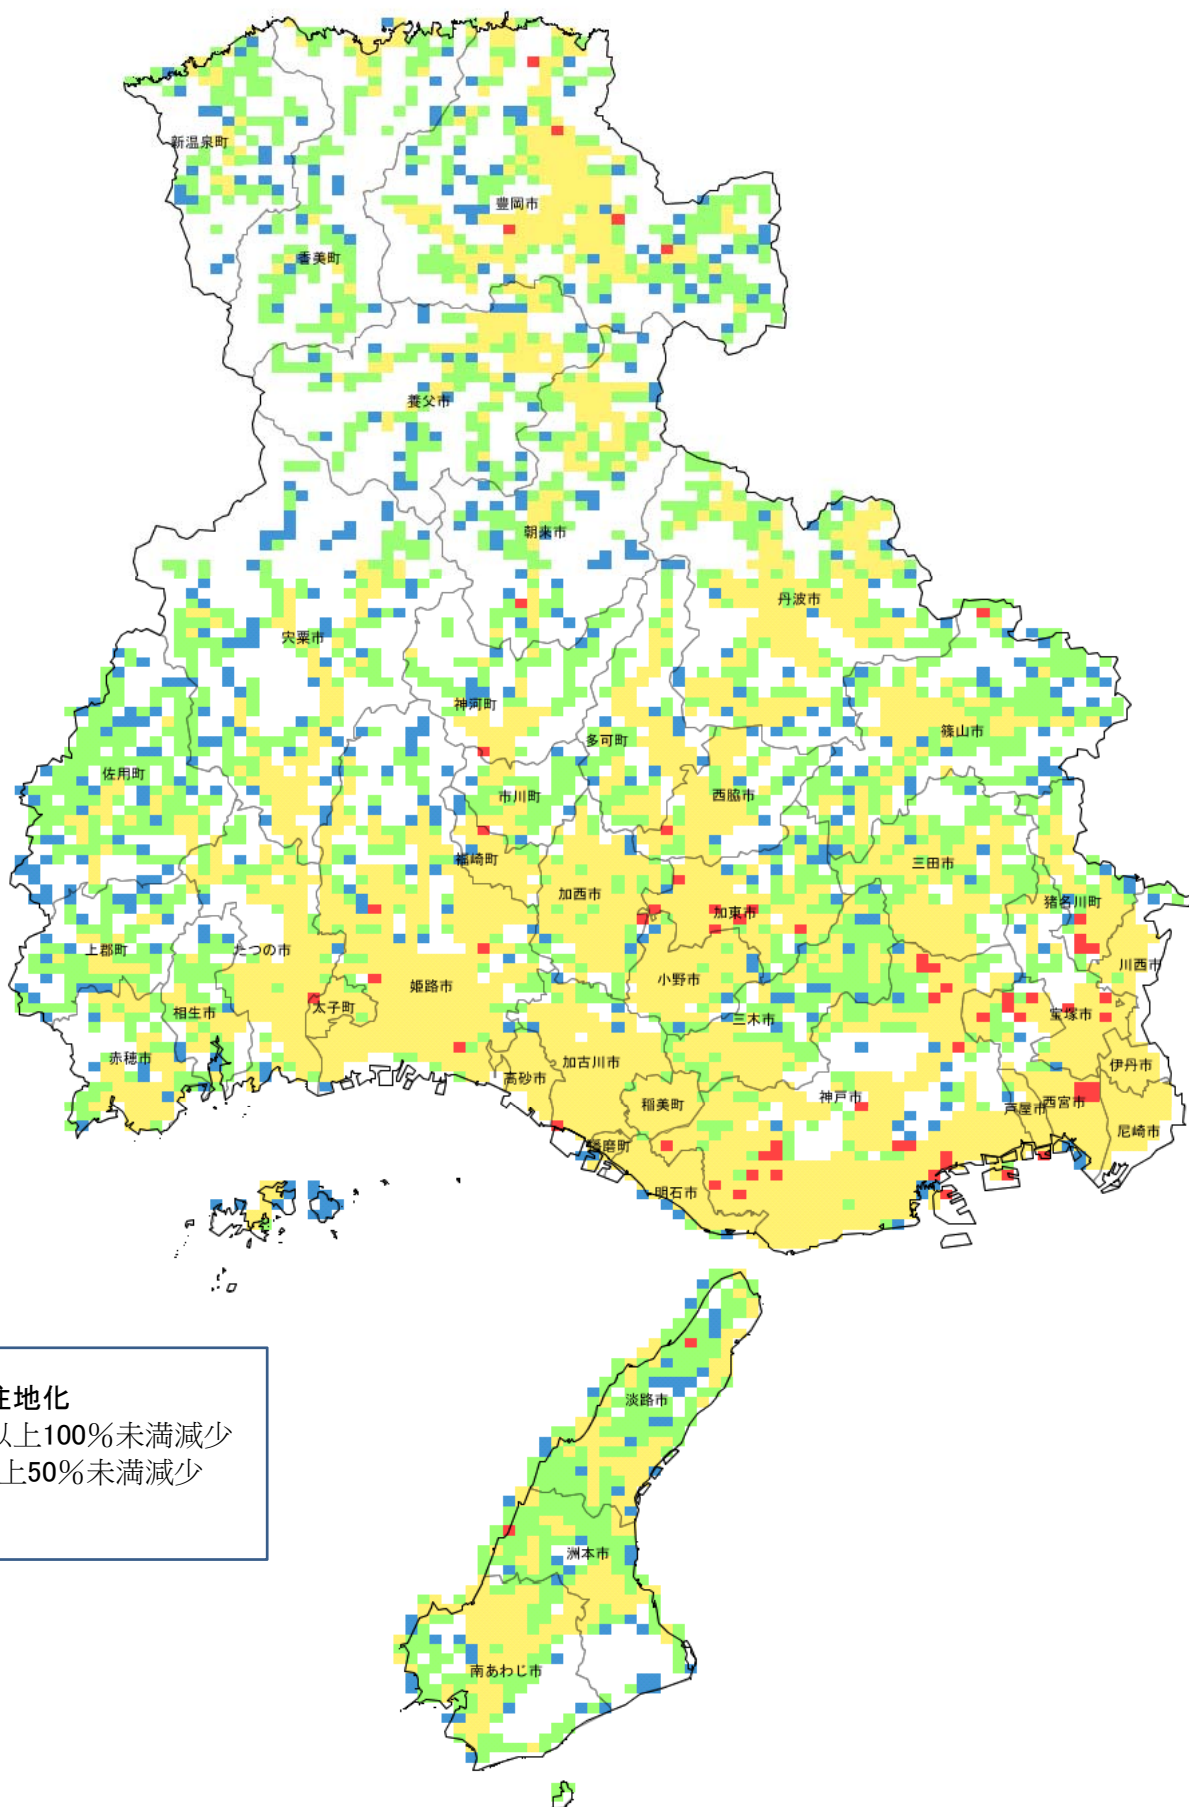 新温泉町
豊岡市
香美町
養父市
朝来市
丹波市
宍粟市
神河町
多可町
篠山市
佐用町
市川町
西脇市
福崎町
加西市
三田市
猪名川町
加東市
上郡町
たつの市
川西市
姫路市
小野市
太子町
相生市
三木市
宝塚市
赤穂市
加古川市
伊丹市
高砂市
稲美町
神戸市
芦屋市
西宮市
尼崎市
播磨町
明石市
淡路市
住地化
以上100%未満減少
上50%未満減少
洲本市
南あわじ市